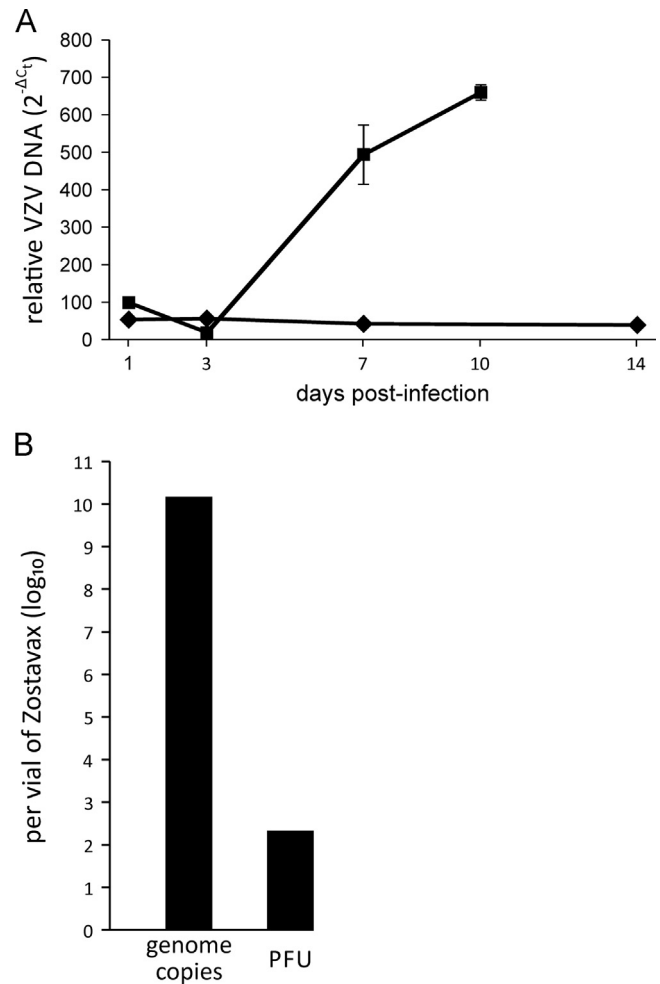 A
800
700
600
500
400
300
200
100
0
relative VZV DNA (2^-ΔCt)
1 3 7 10 14
days post-infection
B
11
10
9
8
7
6
5
4
3
2
1
0
per vial of Zostavax (log₁₀)
genome PFU
copies